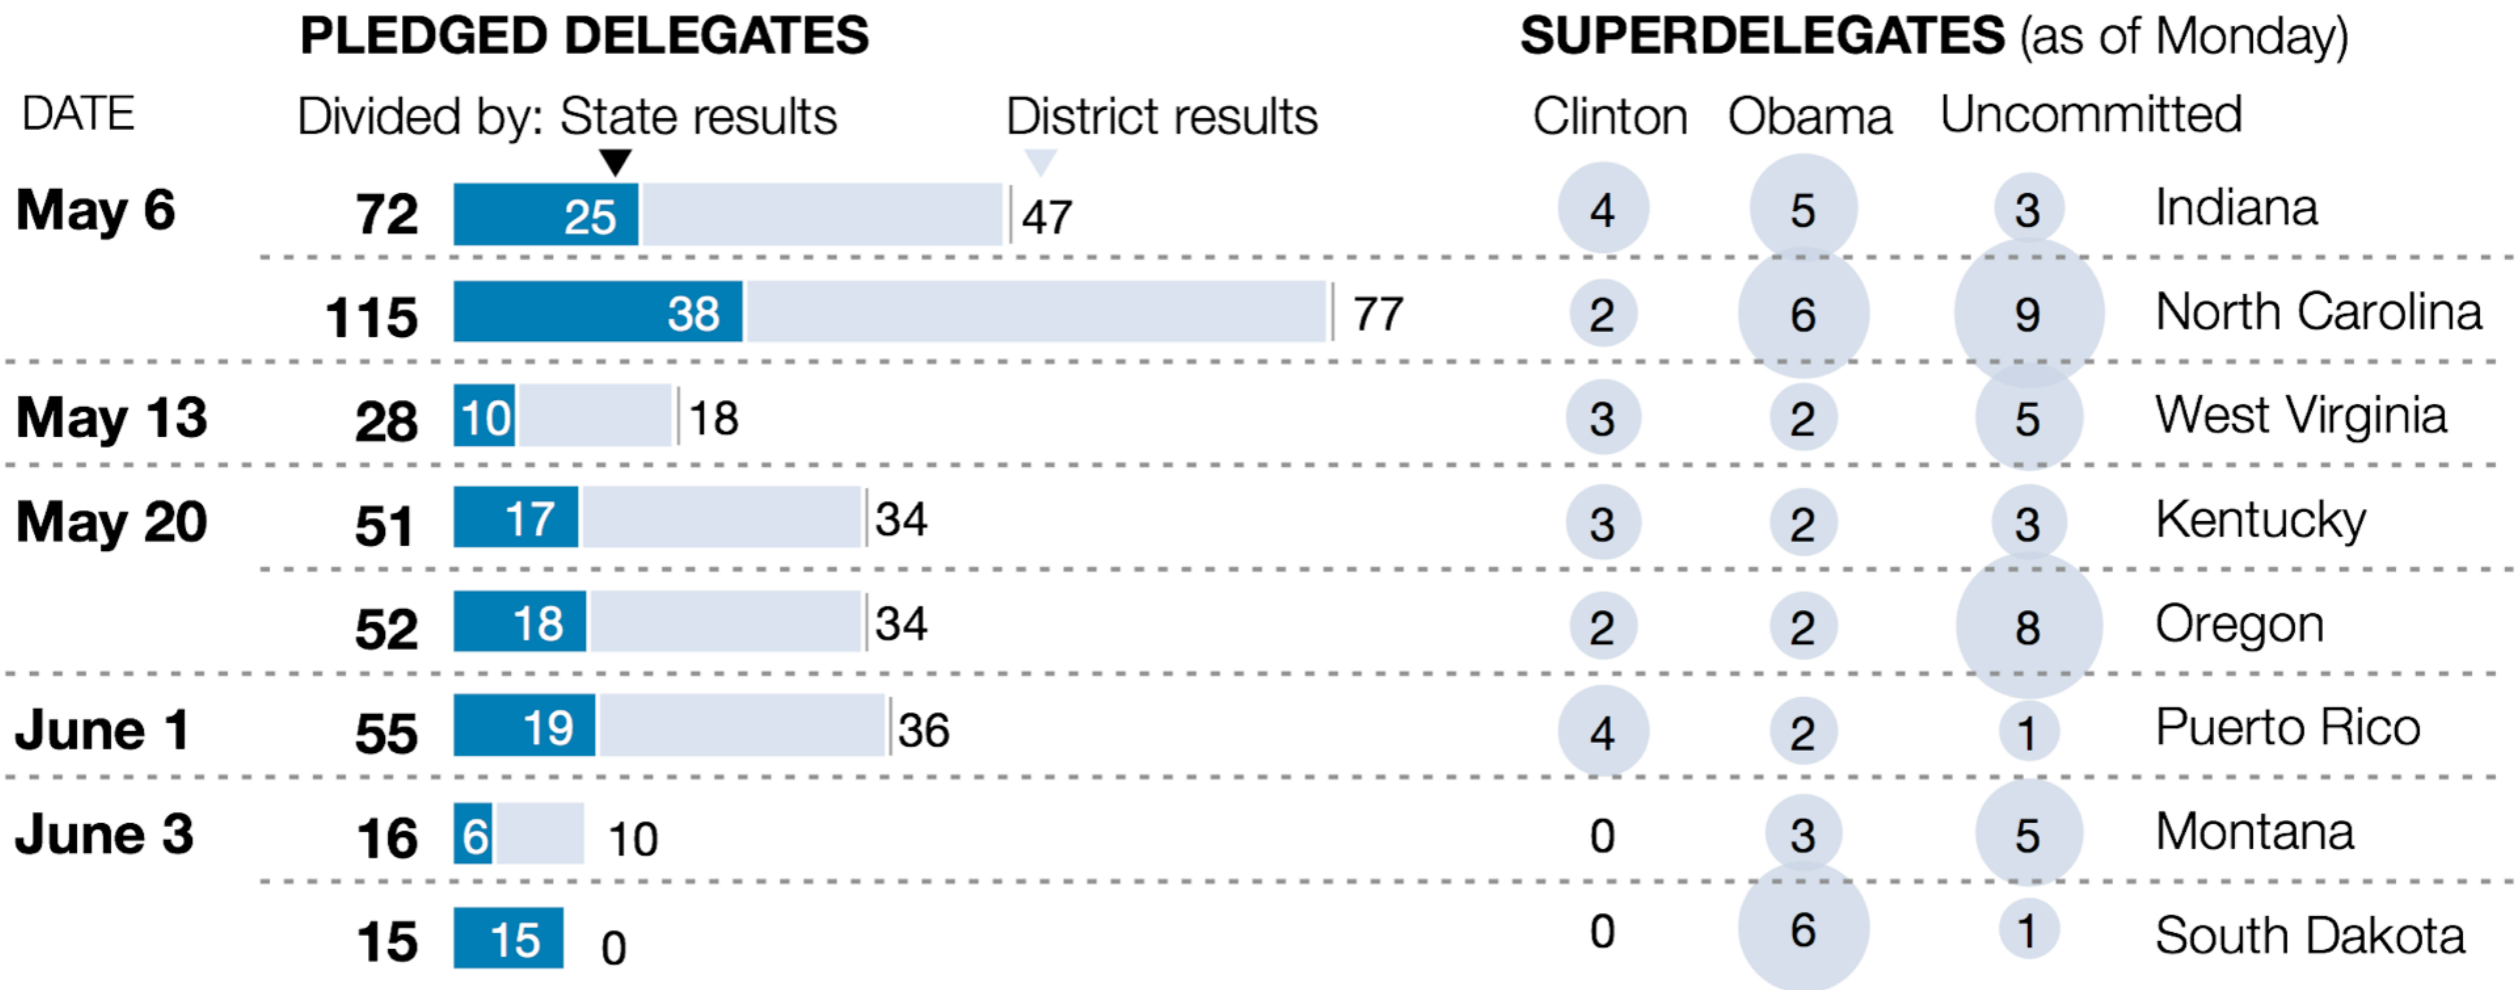 PLEDGED DELEGATES SUPERDELEGATES (as of Monday)
DATE Divided by: State results District results Clinton Obama Uncommitted
May 6 72 25 47 4 5 3 Indiana
115 38 77 2 6 9 North Carolina
May 13 28 10 18 3 2 5 West Virginia
May 20 51 17 34 3 2 3 Kentucky
52 18 34 2 2 8 Oregon
June 1 55 19 36 4 2 1 Puerto Rico
June 3 16 6 10 0 3 5 Montana
15 15 0 0 6 1 South Dakota